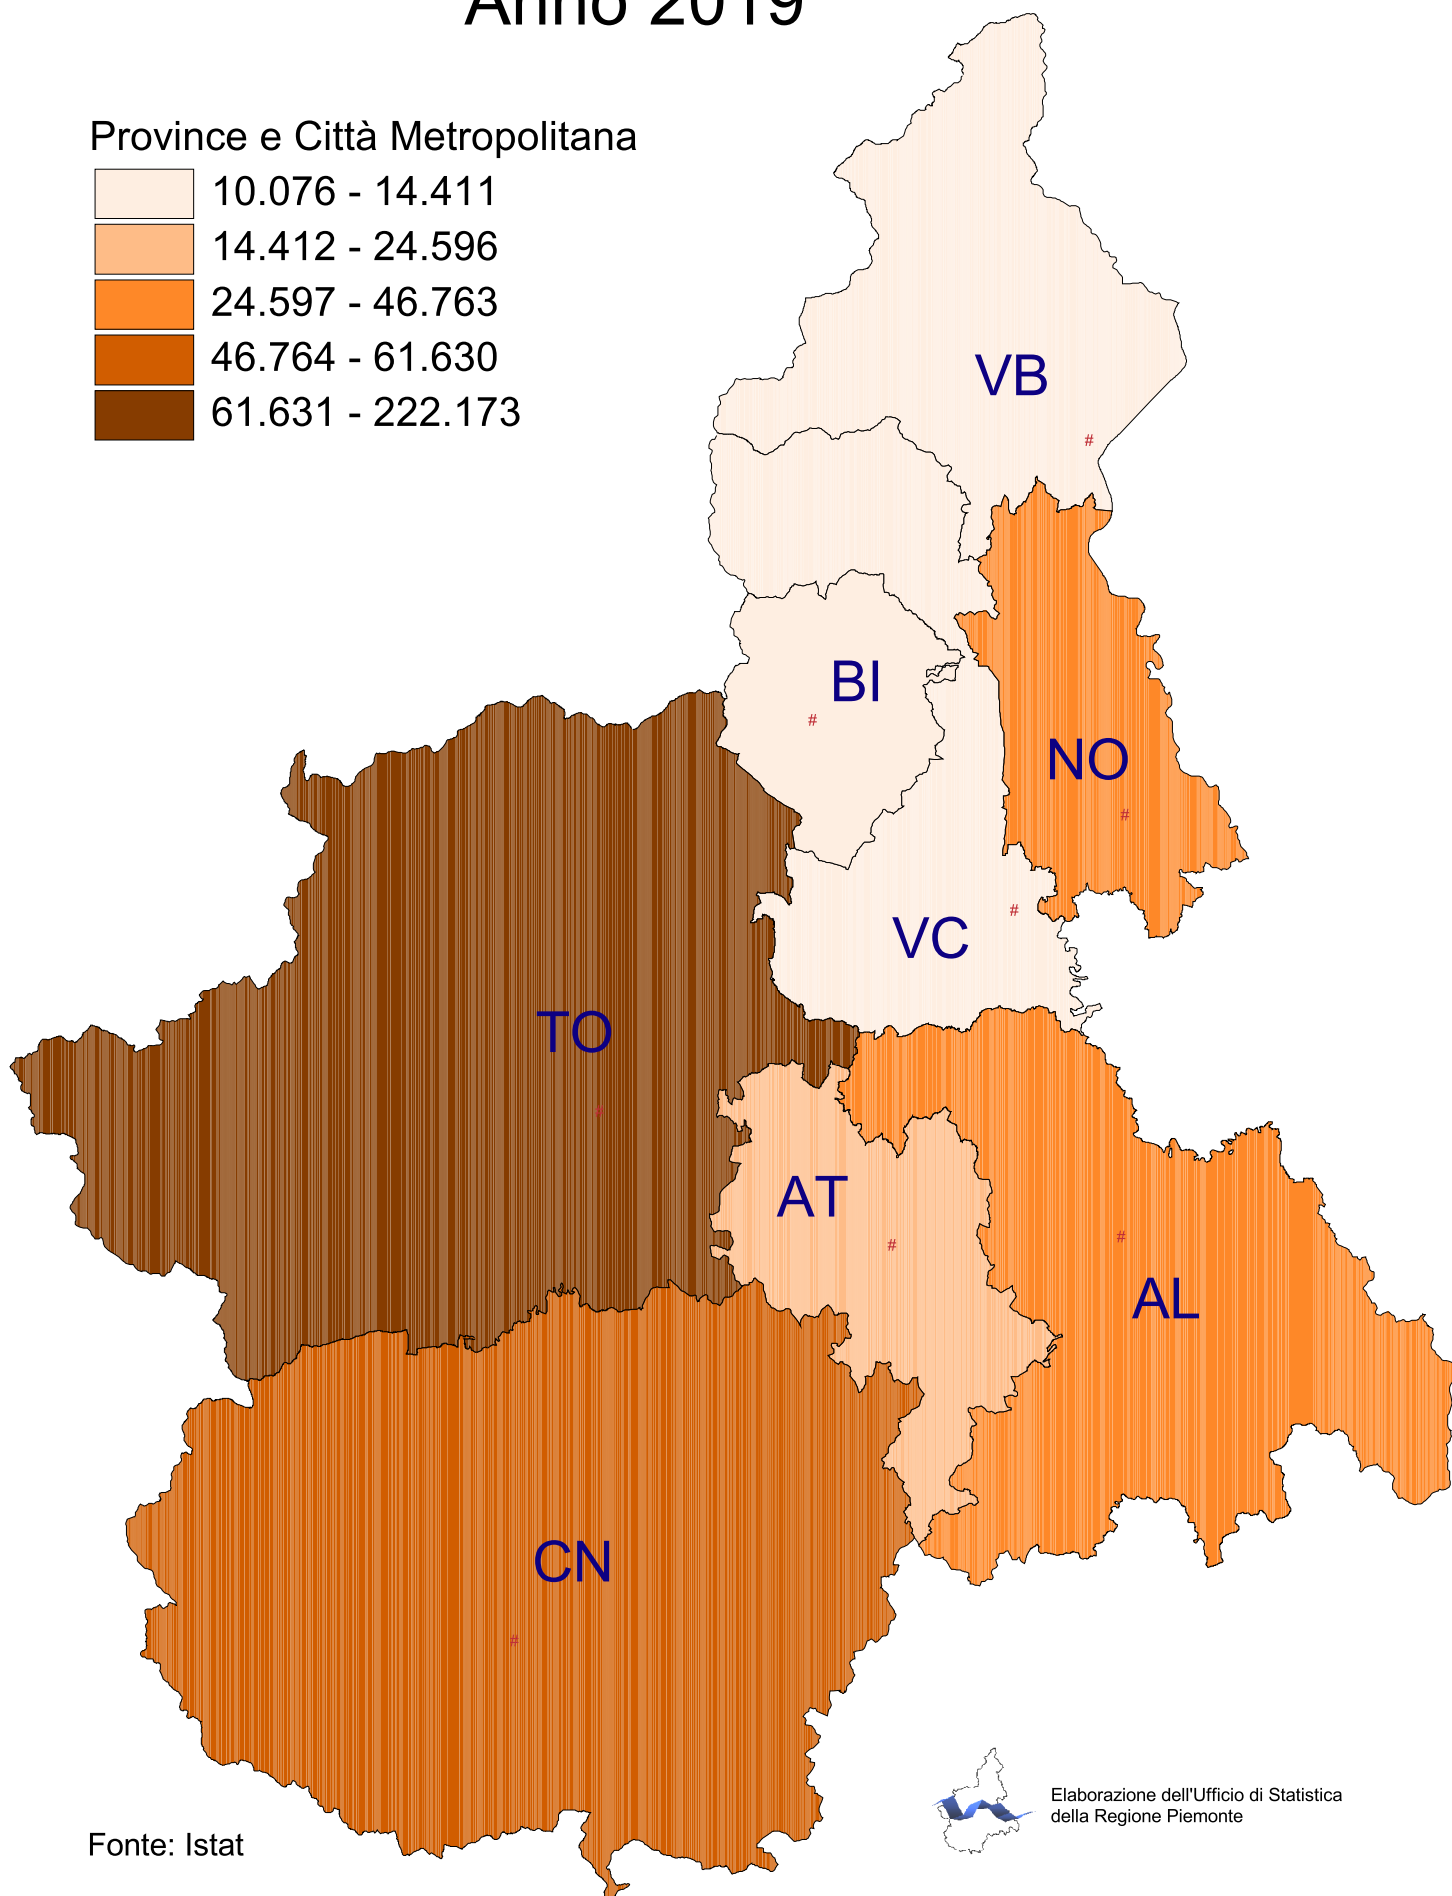 Anno 2019
Province e Città Metropolitana
10.076 - 14.411
14.412 - 24.596
24.597 - 46.763
46.764 - 61.630
61.631 - 222.173
VB
#
BI
#
NO
#
#
VC
TO
#
AT
#
#
AL
CN
#
Elaborazione dell'Ufficio di Statistica
della Regione Piemonte
Fonte: Istat